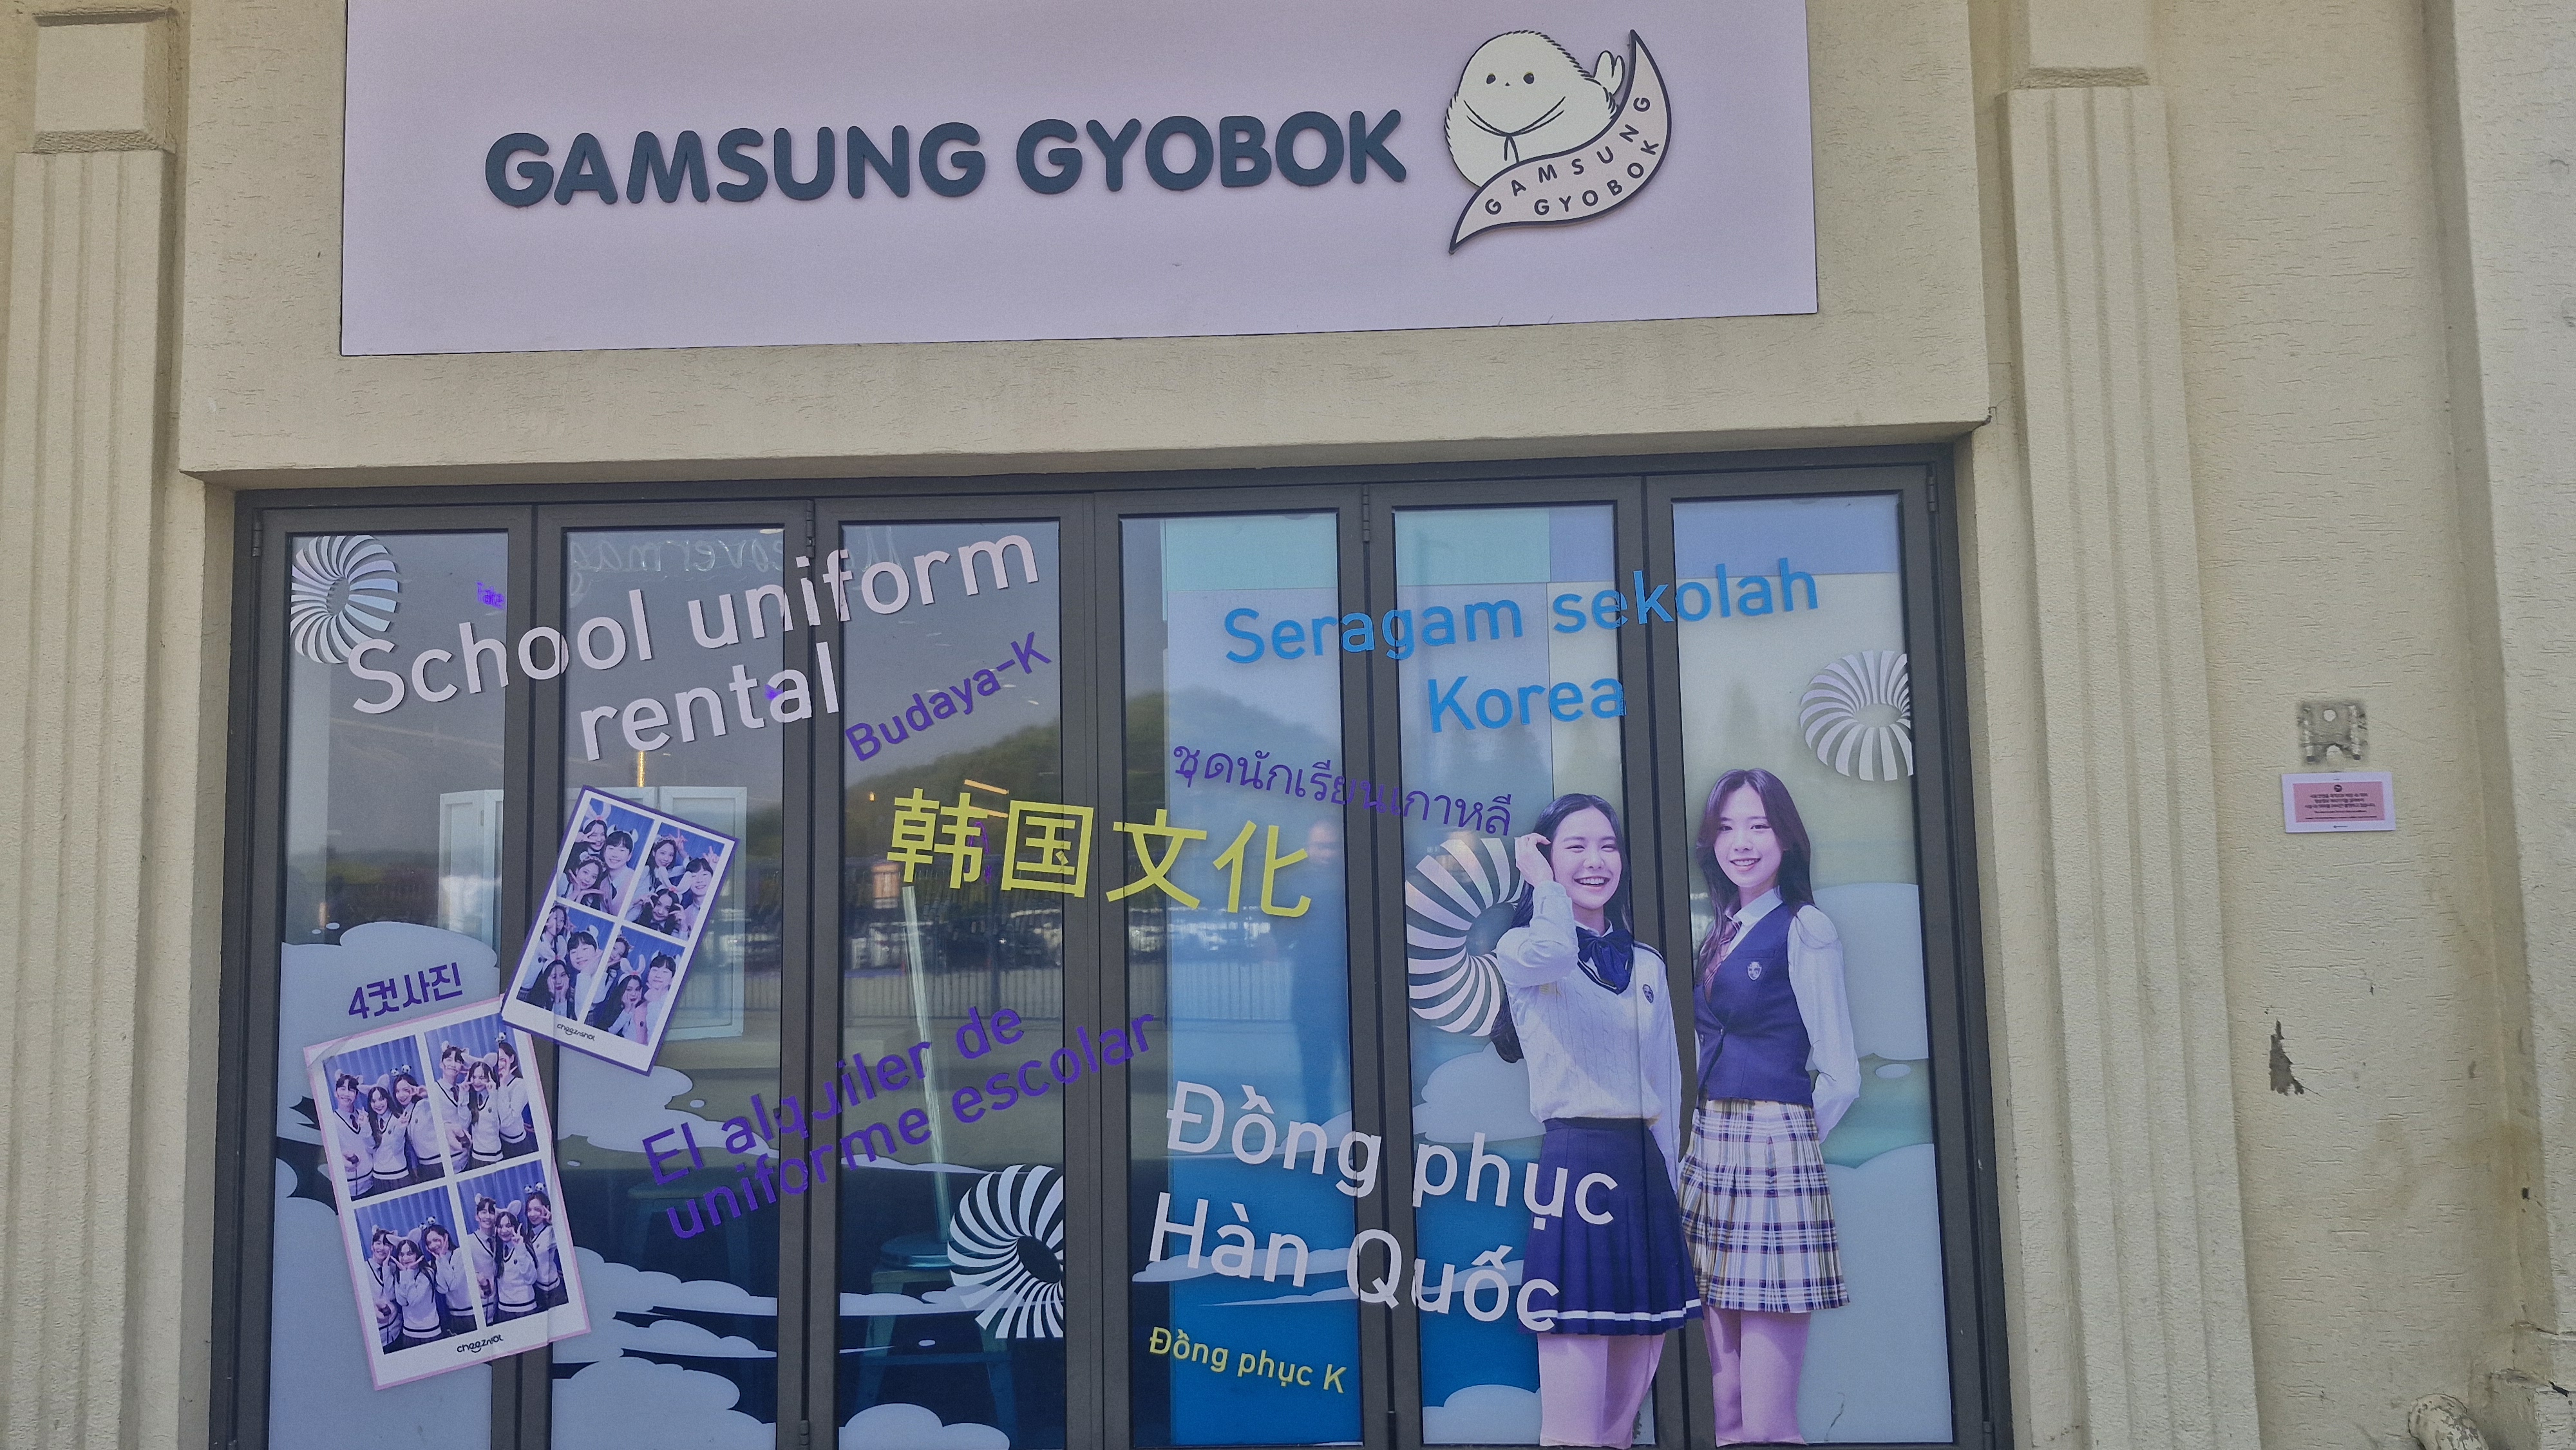 GAMSUNG GYOBOK
GAMSUNG
GYOBOK
School uniform
rental
Budaya-K
Seragam sekolah
Korea
ชุดนักเรียนเกาหลี
韩国文化
4컷사진
El alquiler de
uniforme escolar
Đồng phục
Hàn Quốc
Đồng phục K